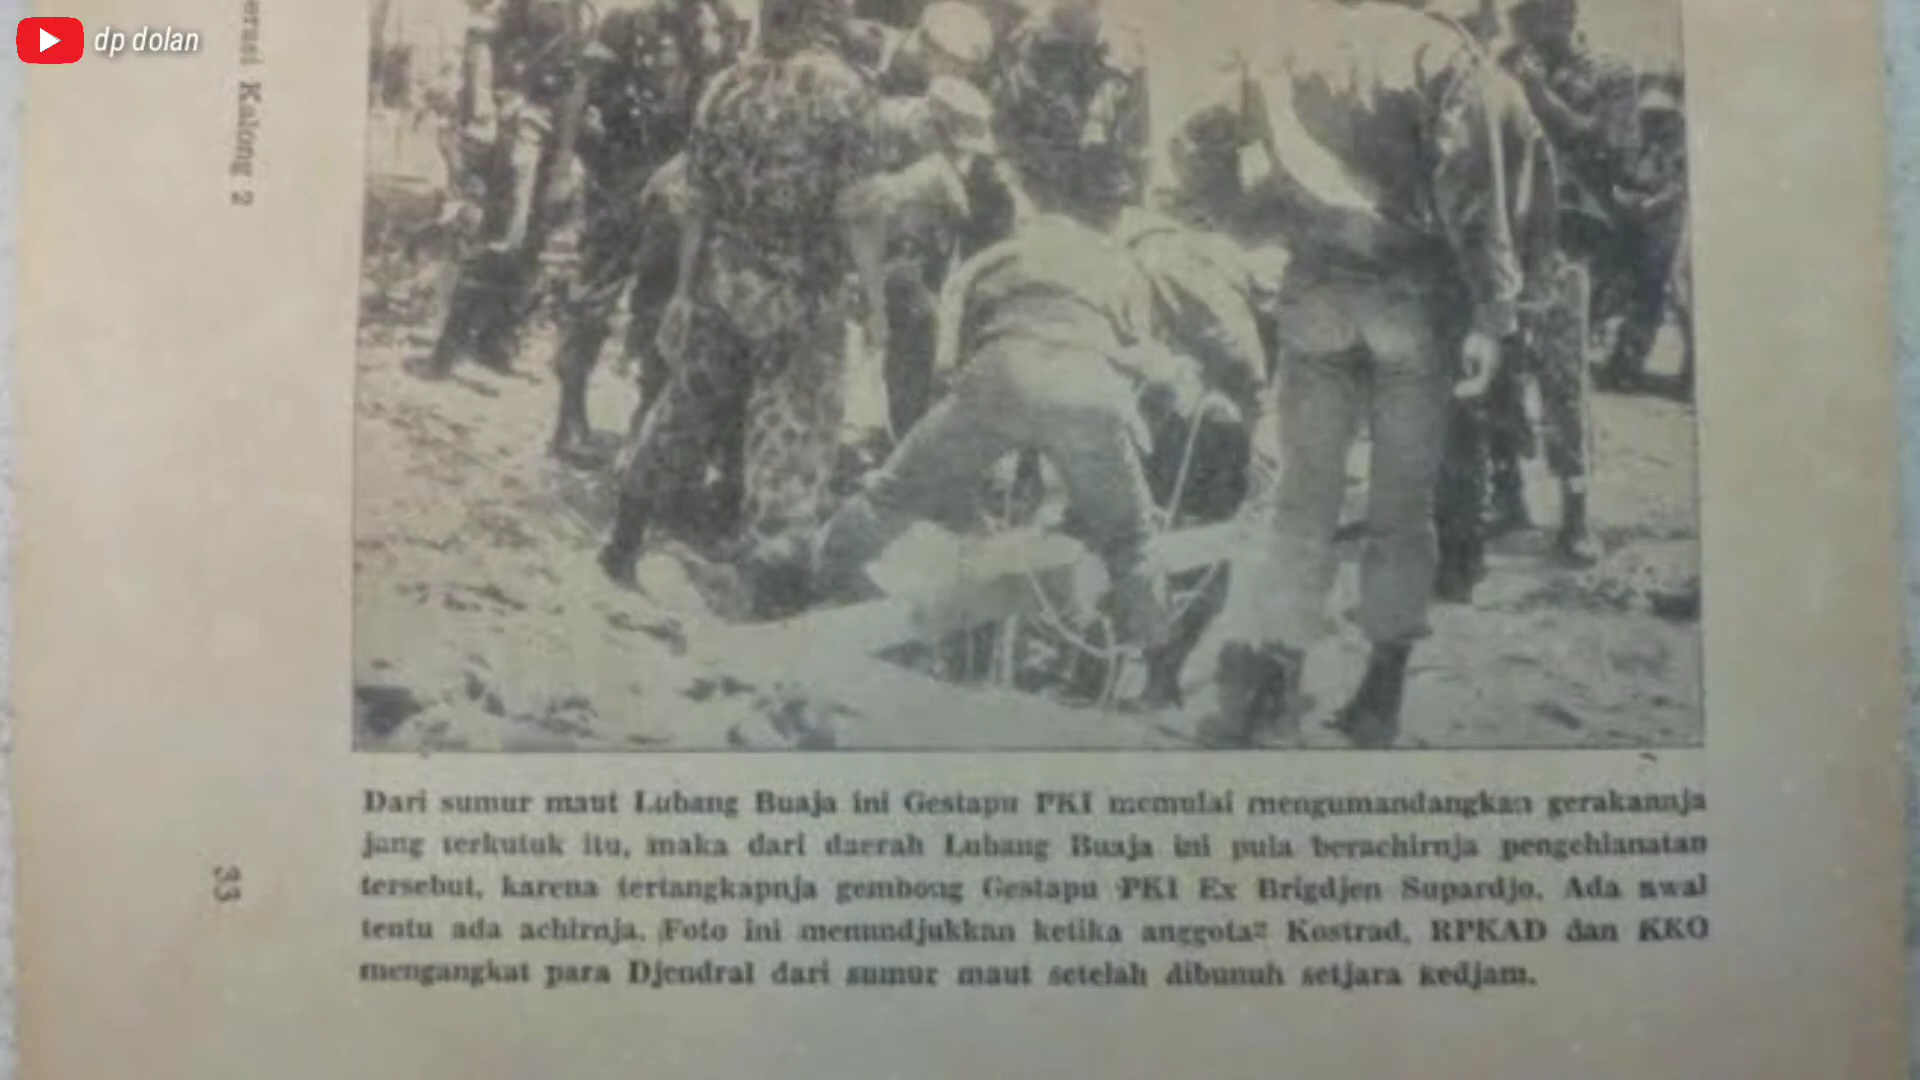 dp dolan
erasi Kalong 2
Dari sumur maut Lubang Buaja ini Gestapu PKI memulai mengumandangkan gerakannja
jang terkutuk itu, maka dari daerah Lubang Buaja ini pula berachirnja pengchianatan
tersebut, karena tertangkapnja gembong Gestapu PKI Ex Brigdjen Supardjo. Ada awal
tentu ada achirnja. Foto ini menundjukkan ketika anggota² Kostrad, RPKAD dan KKO
mengangkat para Djendral dari sumur maut setelah dibunuh setjara kedjam.
33